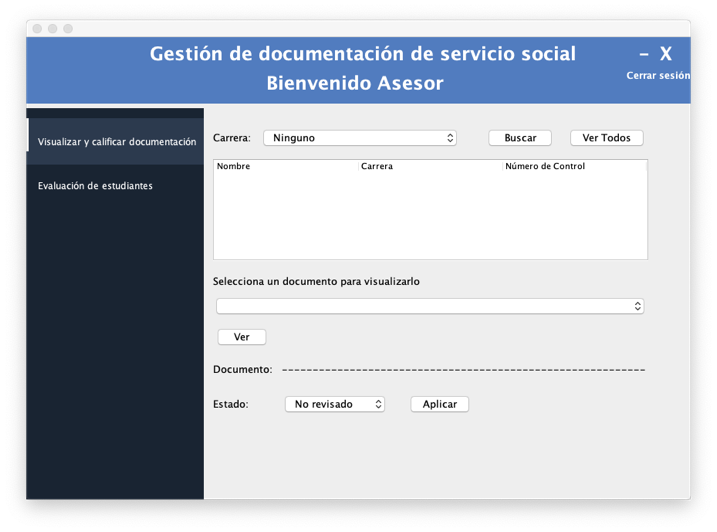 Gestión de documentación de servicio social
Bienvenido Asesor
– X
Cerrar sesión
Visualizar y calificar documentación
Evaluación de estudiantes
Carrera: Ninguno Buscar Ver Todos
Nombre Carrera Número de Control
Selecciona un documento para visualizarlo
Ver
Documento: ------------------------------------------------------------
Estado: No revisado Aplicar